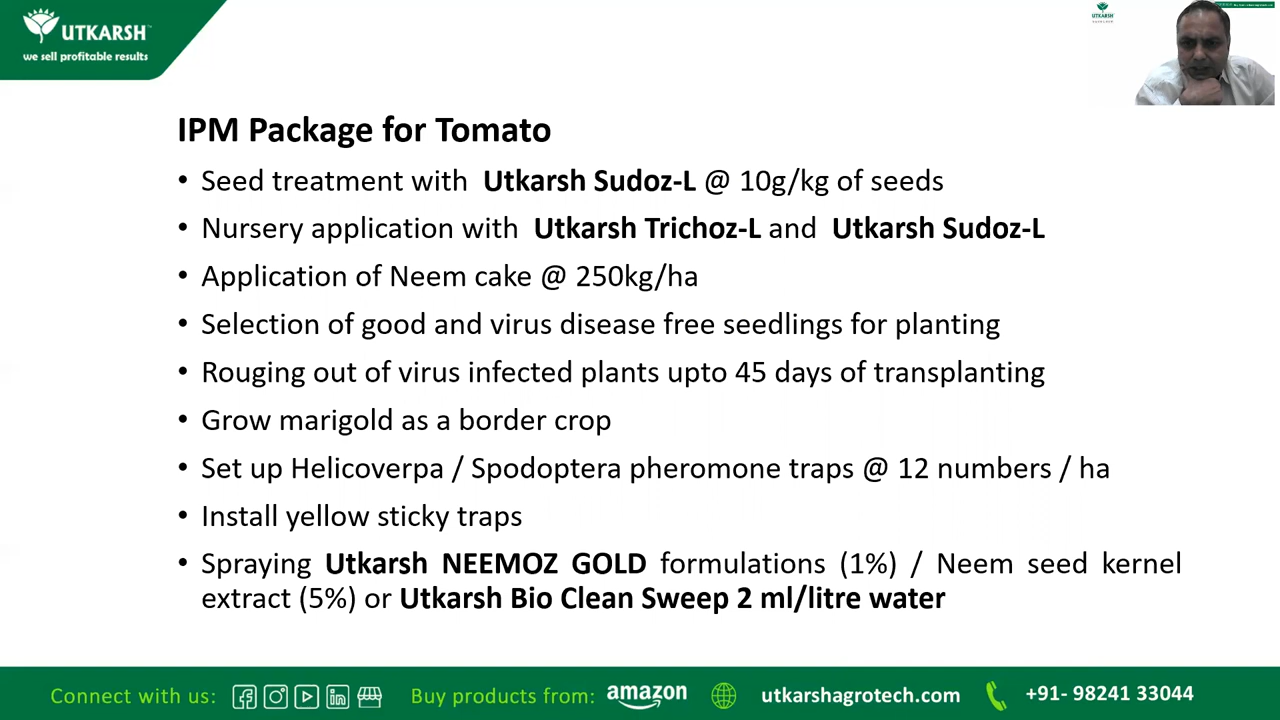 UTKARSH
we sell profitable results
UTKARSH
IPM Package for Tomato
• Seed treatment with Utkarsh Sudoz-L @ 10g/kg of seeds
• Nursery application with Utkarsh Trichoz-L and Utkarsh Sudoz-L
• Application of Neem cake @ 250kg/ha
• Selection of good and virus disease free seedlings for planting
• Rouging out of virus infected plants upto 45 days of transplanting
• Grow marigold as a border crop
• Set up Helicoverpa / Spodoptera pheromone traps @ 12 numbers / ha
• Install yellow sticky traps
• Spraying Utkarsh NEEMOZ GOLD formulations (1%) / Neem seed kernel
extract (5%) or Utkarsh Bio Clean Sweep 2 ml/litre water
Connect with us: Buy products from: amazon utkarshagrotech.com +91- 98241 33044